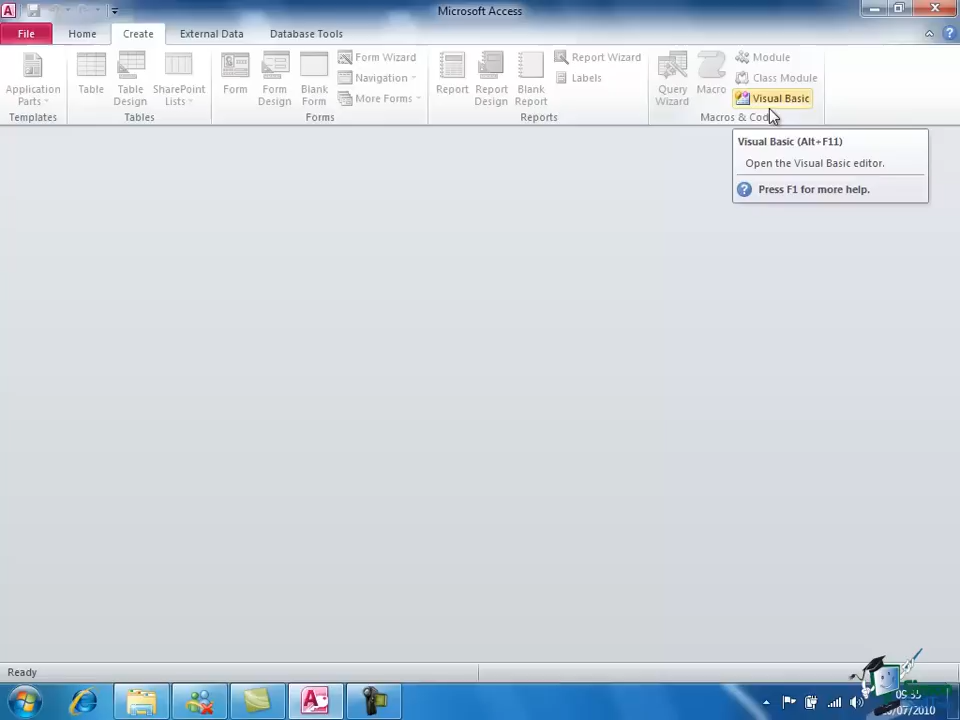 Microsoft Access
File Home Create External Data Database Tools
Application Parts
Table
Table Design
SharePoint Lists
Form
Form Design
Blank Form
Form Wizard
Navigation
More Forms
Report
Report Design
Blank Report
Report Wizard
Labels
Query Wizard
Macro
Module
Class Module
Visual Basic
Templates Tables Forms Reports Macros & Cod
Visual Basic (Alt+F11)
Open the Visual Basic editor.
Press F1 for more help.
Ready